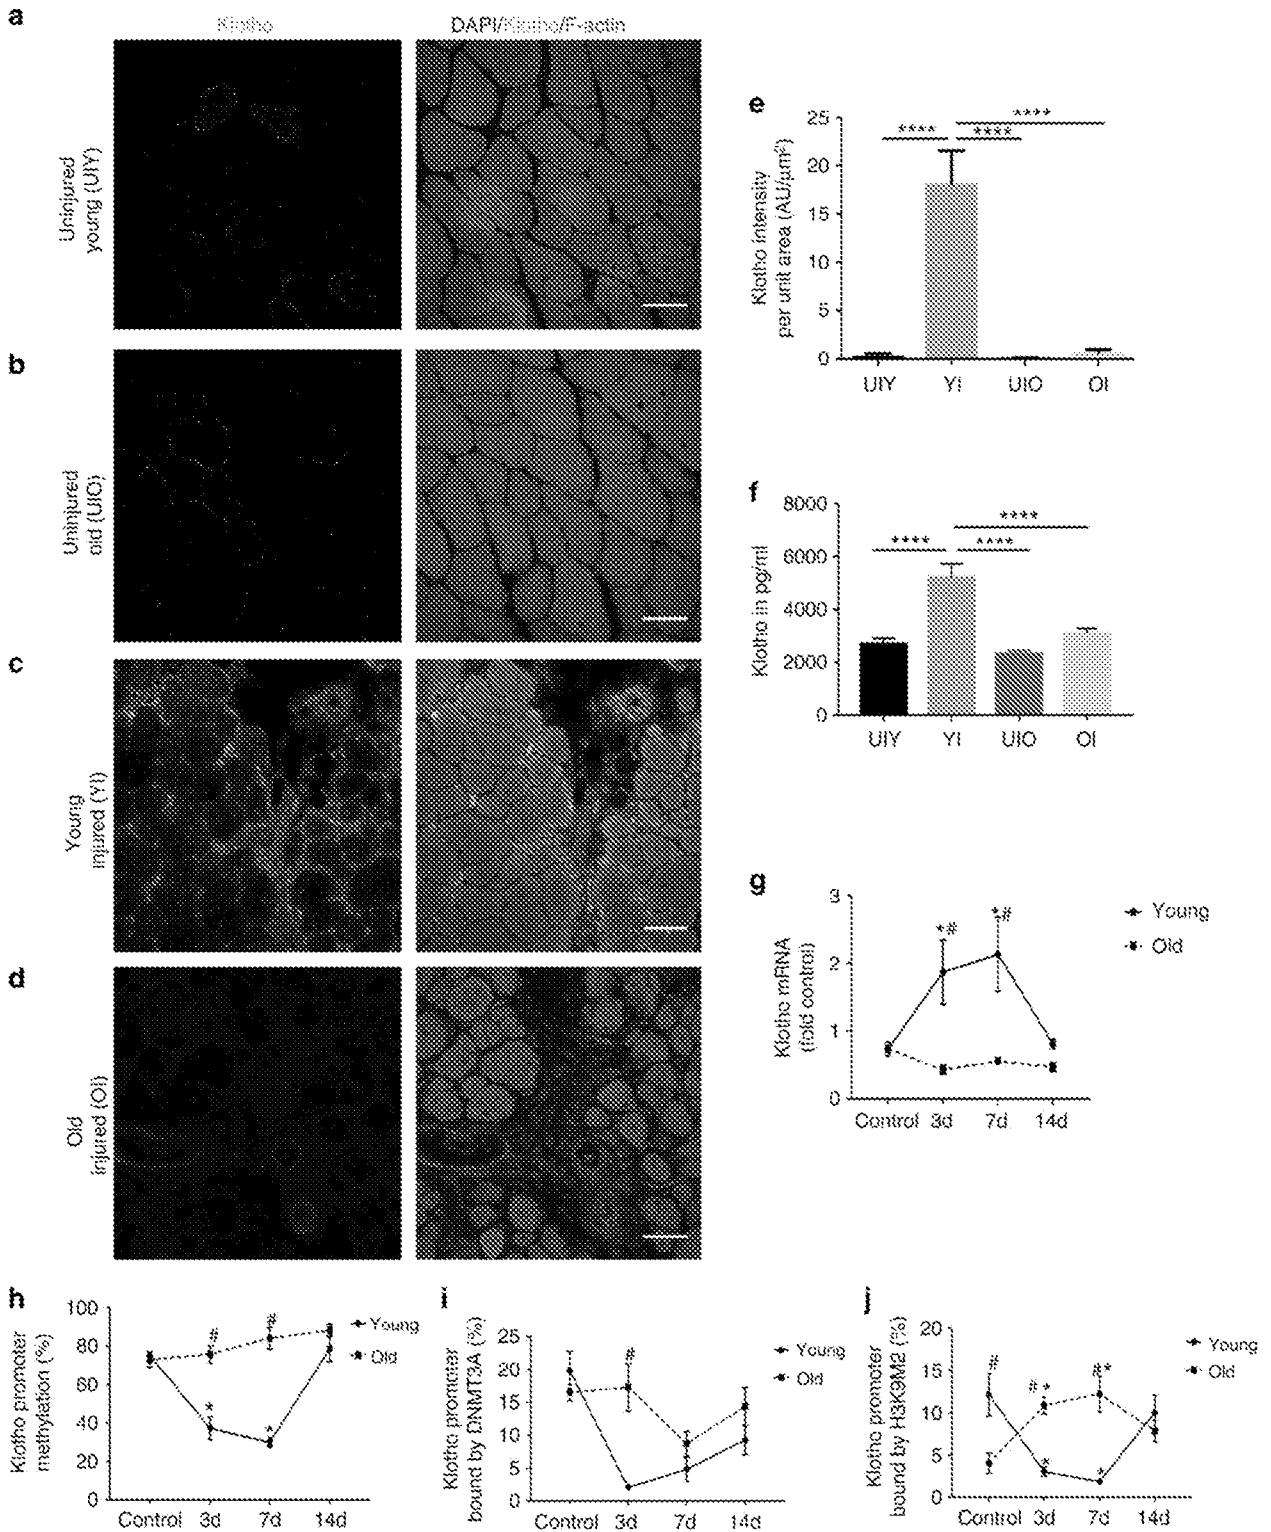 a
Klotho
DAPI/Klotho/F-actin
Uninjured
young (UIY)
b
Uninjured
old (UIO)
c
Young
injured (YI)
d
Old
injured (OI)
e
Klotho intensity
per unit area (AU/µm²)
25
20
15
10
5
0
****
****
****
UIY YI UIO OI
f
Klotho in pg/ml
8000
6000
4000
2000
0
****
****
****
UIY YI UIO OI
g
Klotho mRNA
(fold control)
3
2
1
0
*#
*#
Young
Old
Control 3d 7d 14d
h
Klotho promoter
methylation (%)
100
80
60
40
20
0
#
#
*
*
Young
Old
Control 3d 7d 14d
i
Klotho promoter
bound by DNMT3A (%)
25
20
15
10
5
0
#
Young
Old
Control 3d 7d 14d
j
Klotho promoter
bound by H3K9M2 (%)
20
15
10
5
0
#
#*
#*
*
*
Young
Old
Control 3d 7d 14d